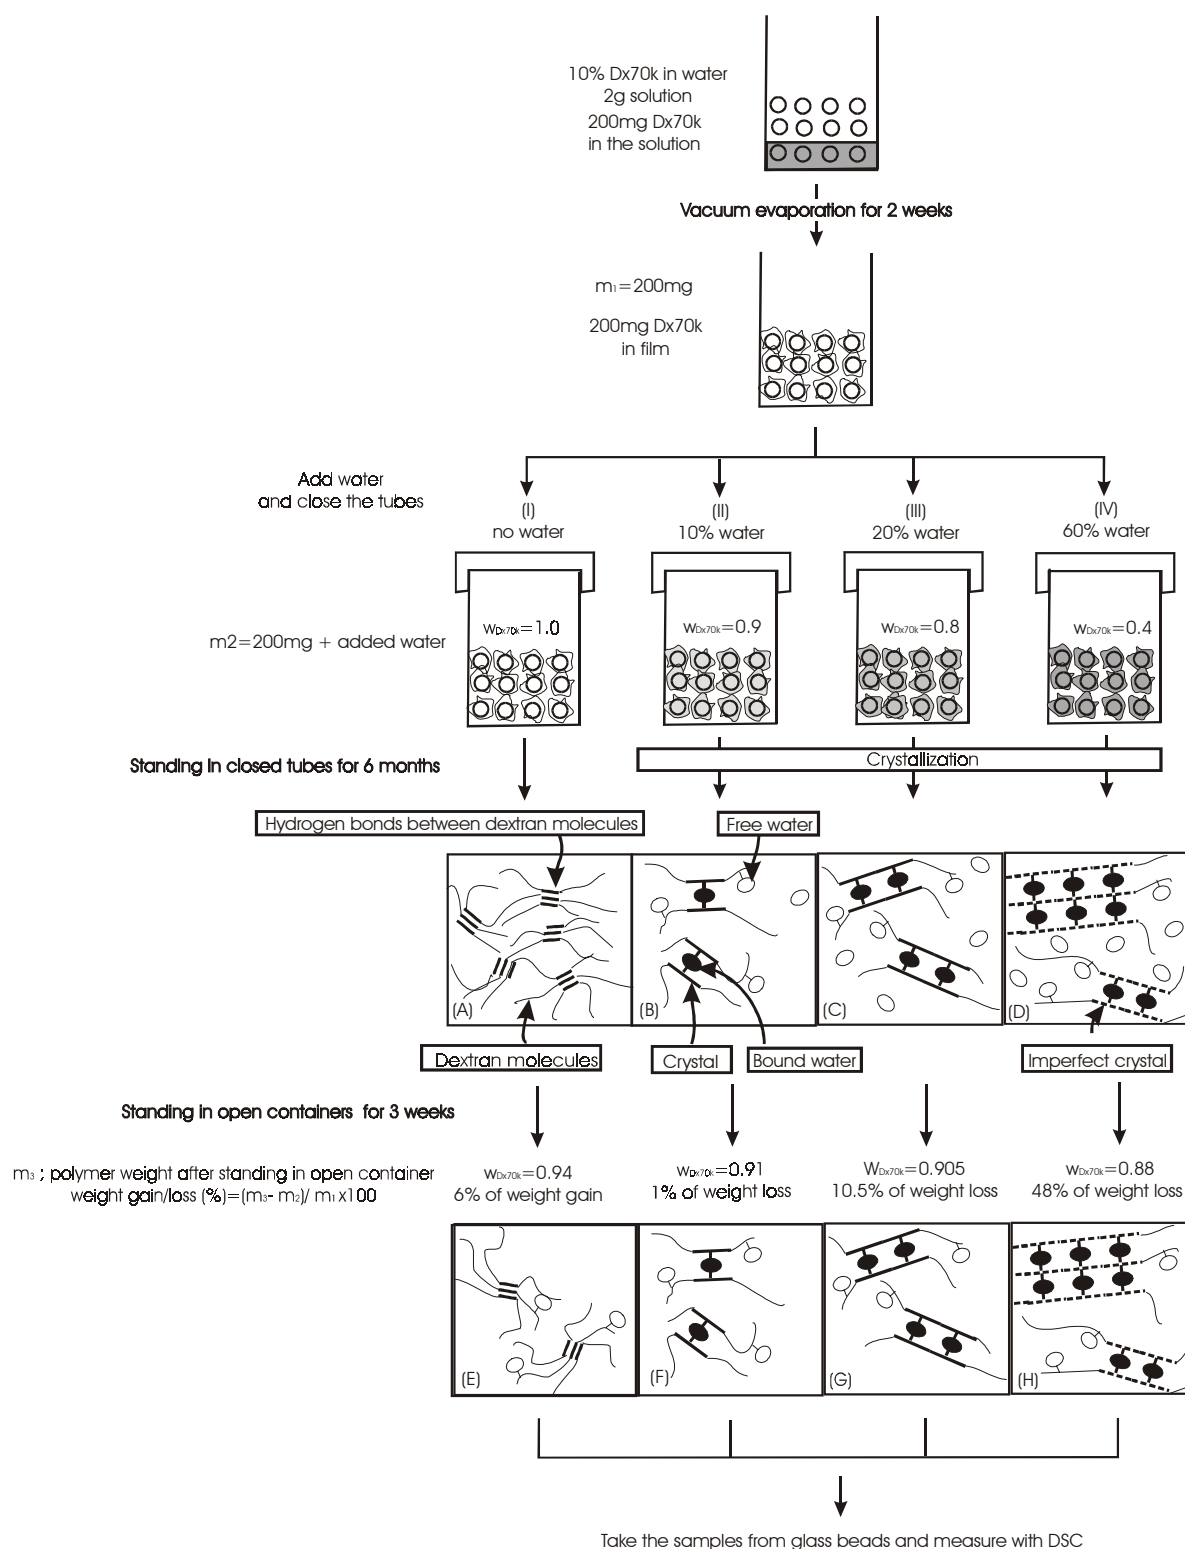 10% Dx70k in water
2g solution
200mg Dx70k
in the solution
Vacuum evaporation for 2 weeks
m₁=200mg
200mg Dx70k
in film
Add water
and close the tubes
(I)
no water
(II)
10% water
(III)
20% water
(IV)
60% water
m2=200mg + added water
wDx70k=1.0
wDx70k=0.9
wDx70k=0.8
wDx70k=0.4
Standing in closed tubes for 6 months
Crystallization
Hydrogen bonds between dextran molecules
Free water
(A)
(B)
(C)
(D)
Dextran molecules
Crystal
Bound water
Imperfect crystal
Standing in open containers for 3 weeks
m₃ ; polymer weight after standing in open container
weight gain/loss (%)=(m₃- m₂)/ m₁x100
wDx70k=0.94
6% of weight gain
wDx70k=0.91
1% of weight loss
wDx70k=0.905
10.5% of weight loss
wDx70k=0.88
48% of weight loss
(E)
(F)
(G)
(H)
Take the samples from glass beads and measure with DSC